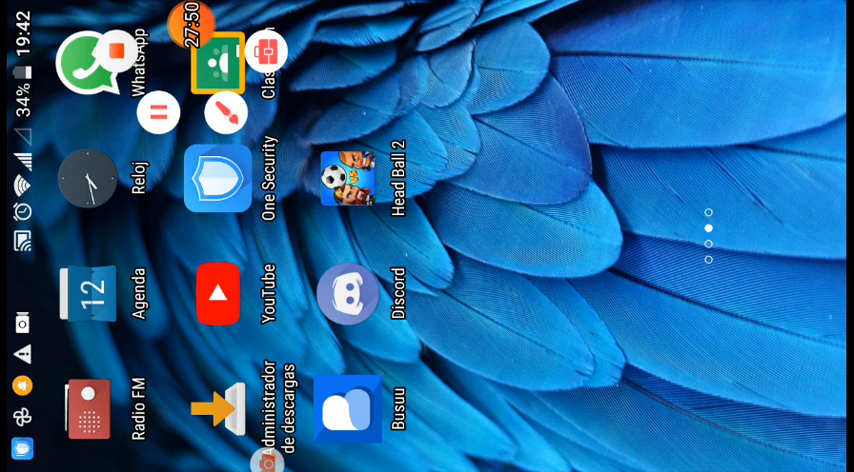 34% 19:42
12
Radio FM Agenda Reloj WhatsApp
27:50
Administrador
de descargas YouTube One Security
VS
Busuu Discord Head Ball 2